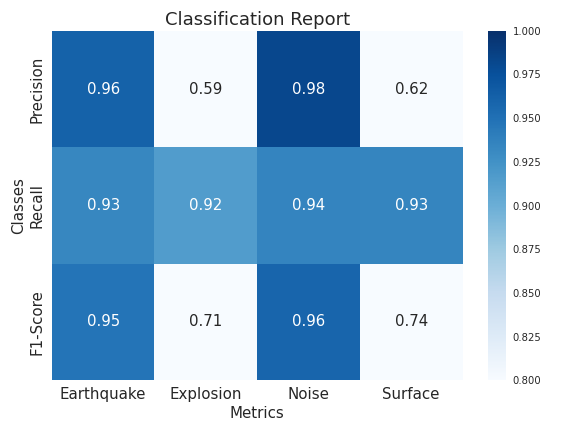 Classification Report
Precision
0.96 0.59 0.98 0.62
Recall
0.93 0.92 0.94 0.93
F1-Score
0.95 0.71 0.96 0.74
Classes
Earthquake Explosion Noise Surface
Metrics
1.000
0.975
0.950
0.925
0.900
0.875
0.850
0.825
0.800